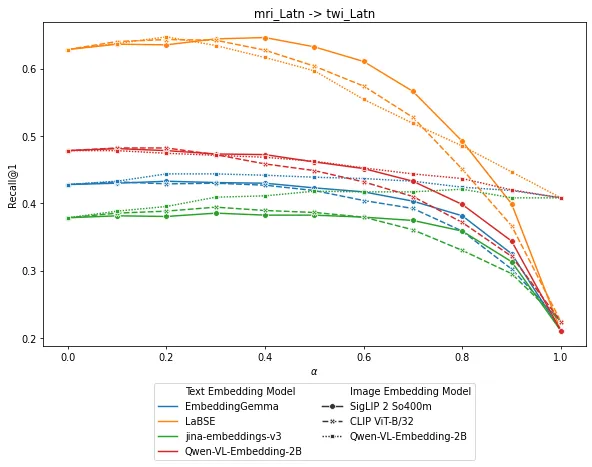 mri_Latn -> twi_Latn
Recall@1
0.6
0.5
0.4
0.3
0.2
0.0 0.2 0.4 0.6 0.8 1.0
α
Text Embedding Model Image Embedding Model
EmbeddingGemma SigLIP 2 So400m
LaBSE CLIP ViT-B/32
jina-embeddings-v3 Qwen-VL-Embedding-2B
Qwen-VL-Embedding-2B